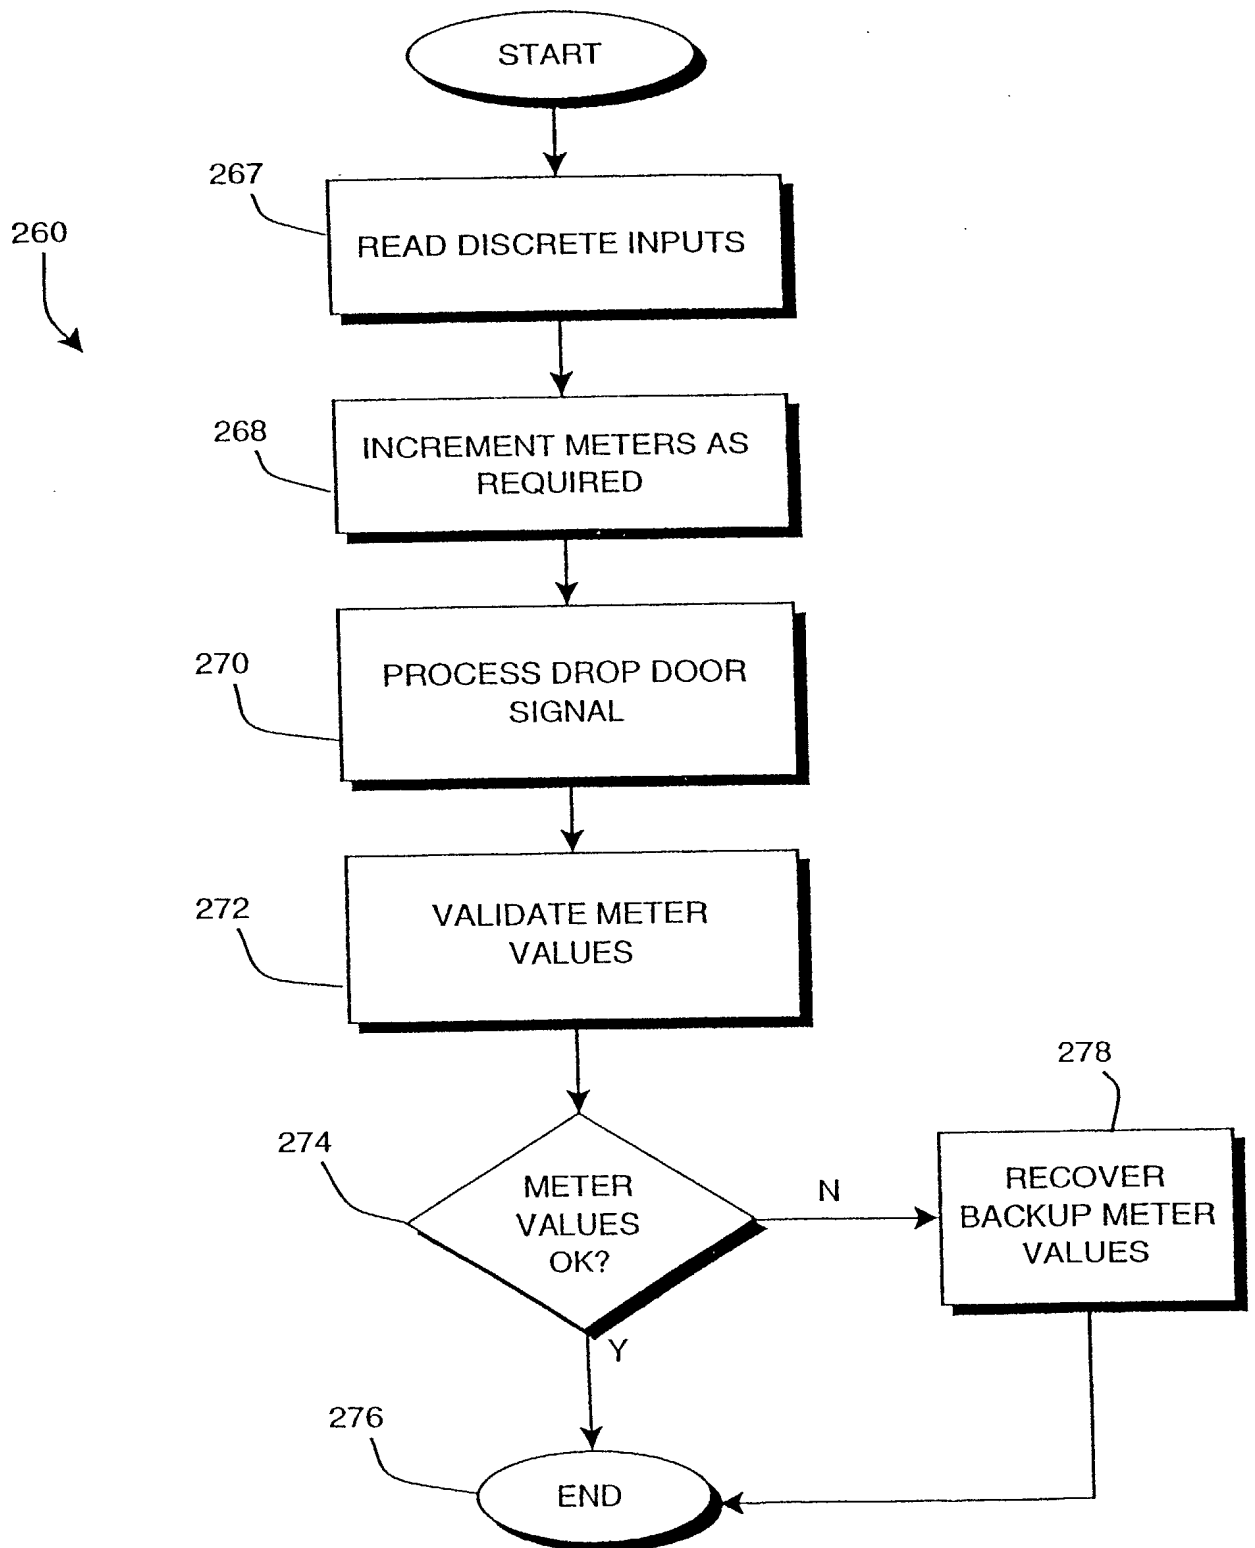 START
267
READ DISCRETE INPUTS
260
268
INCREMENT METERS AS
REQUIRED
270
PROCESS DROP DOOR
SIGNAL
272
VALIDATE METER
VALUES
278
274
METER
VALUES
OK?
N
RECOVER
BACKUP METER
VALUES
Y
276
END